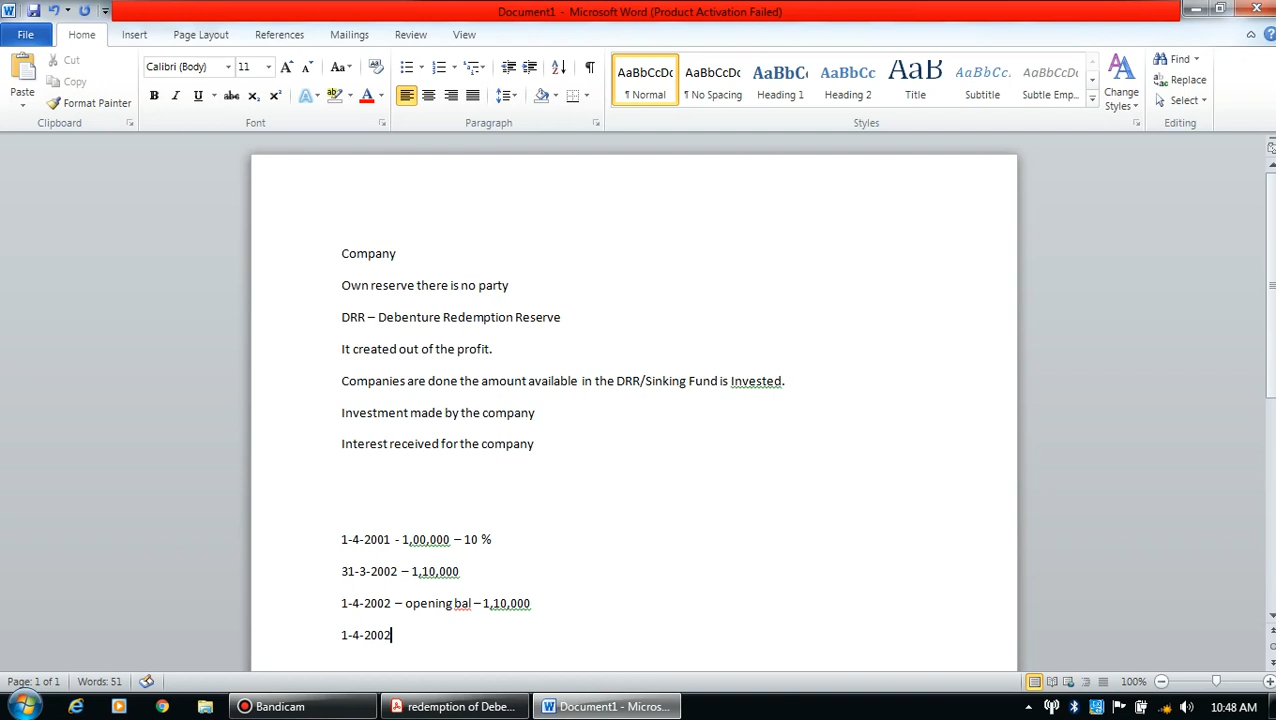 Document1 - Microsoft Word (Product Activation Failed)
File Home Insert Page Layout References Mailings Review View
Paste
Cut
Copy
Format Painter
Clipboard
Calibri (Body) 11
Font
Paragraph
AaBbCcDc AaBbCcDc AaBbCc AaBbCc AaB AaBbCc. AaBbCcDc
¶ Normal ¶ No Spacing Heading 1 Heading 2 Title Subtitle Subtle Emp...
Change Styles
Styles
Find
Replace
Select
Editing
Company
Own reserve there is no party
DRR – Debenture Redemption Reserve
It created out of the profit.
Companies are done the amount available in the DRR/Sinking Fund is Invested.
Investment made by the company
Interest received for the company
1-4-2001 - 1,00,000 – 10 %
31-3-2002 – 1,10,000
1-4-2002 – opening bal – 1,10,000
1-4-2002
Page: 1 of 1 Words: 51 100%
Bandicam redemption of Debe... Document1 - Micros... 10:48 AM